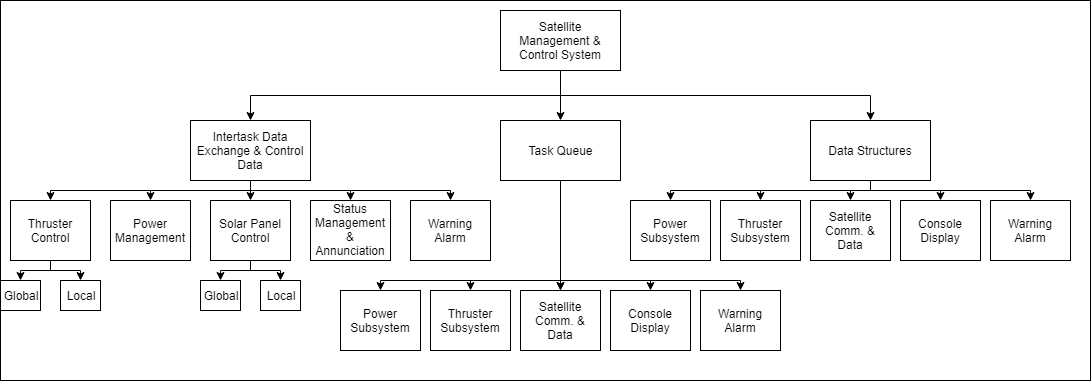 Satellite
Management &
Control System
Intertask Data
Exchange & Control
Data
Task Queue
Data Structures
Thruster
Control
Power
Management
Solar Panel
Control
Status
Management
&
Annunciation
Warning
Alarm
Power
Subsystem
Thruster
Subsystem
Satellite
Comm. &
Data
Console
Display
Warning
Alarm
Global
Local
Global
Local
Power
Subsystem
Thruster
Subsystem
Satellite
Comm. &
Data
Console
Display
Warning
Alarm